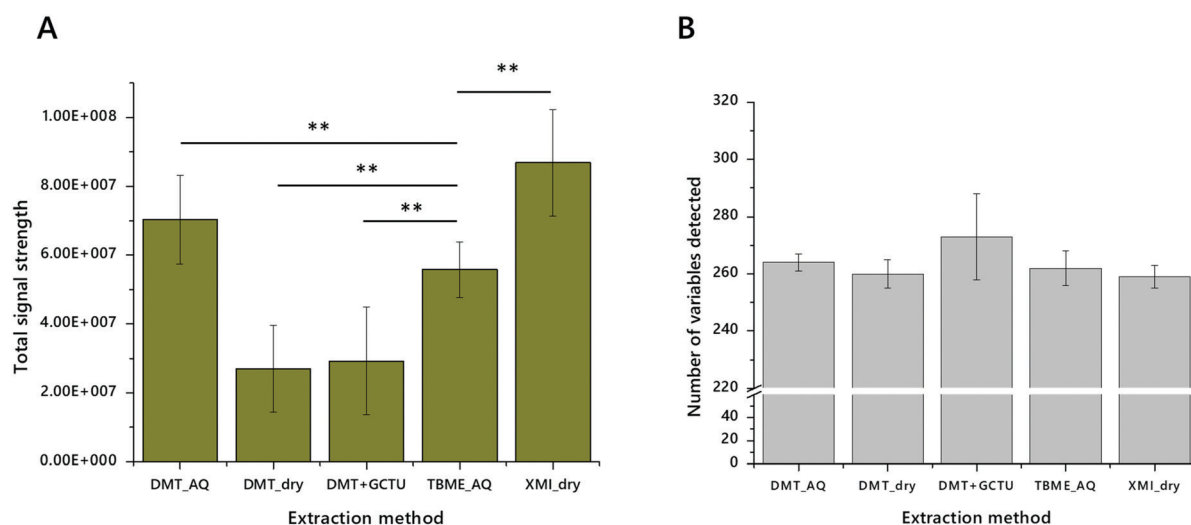 A
Total signal strength
1.00E+008
8.00E+007
6.00E+007
4.00E+007
2.00E+007
0.00E+000
**
**
**
**
DMT_AQ DMT_dry DMT+GCTU TBME_AQ XMI_dry
Extraction method
B
Number of variables detected
320
300
280
260
240
220
40
20
0
DMT_AQ DMT_dry DMT+GCTU TBME_AQ XMI_dry
Extraction method